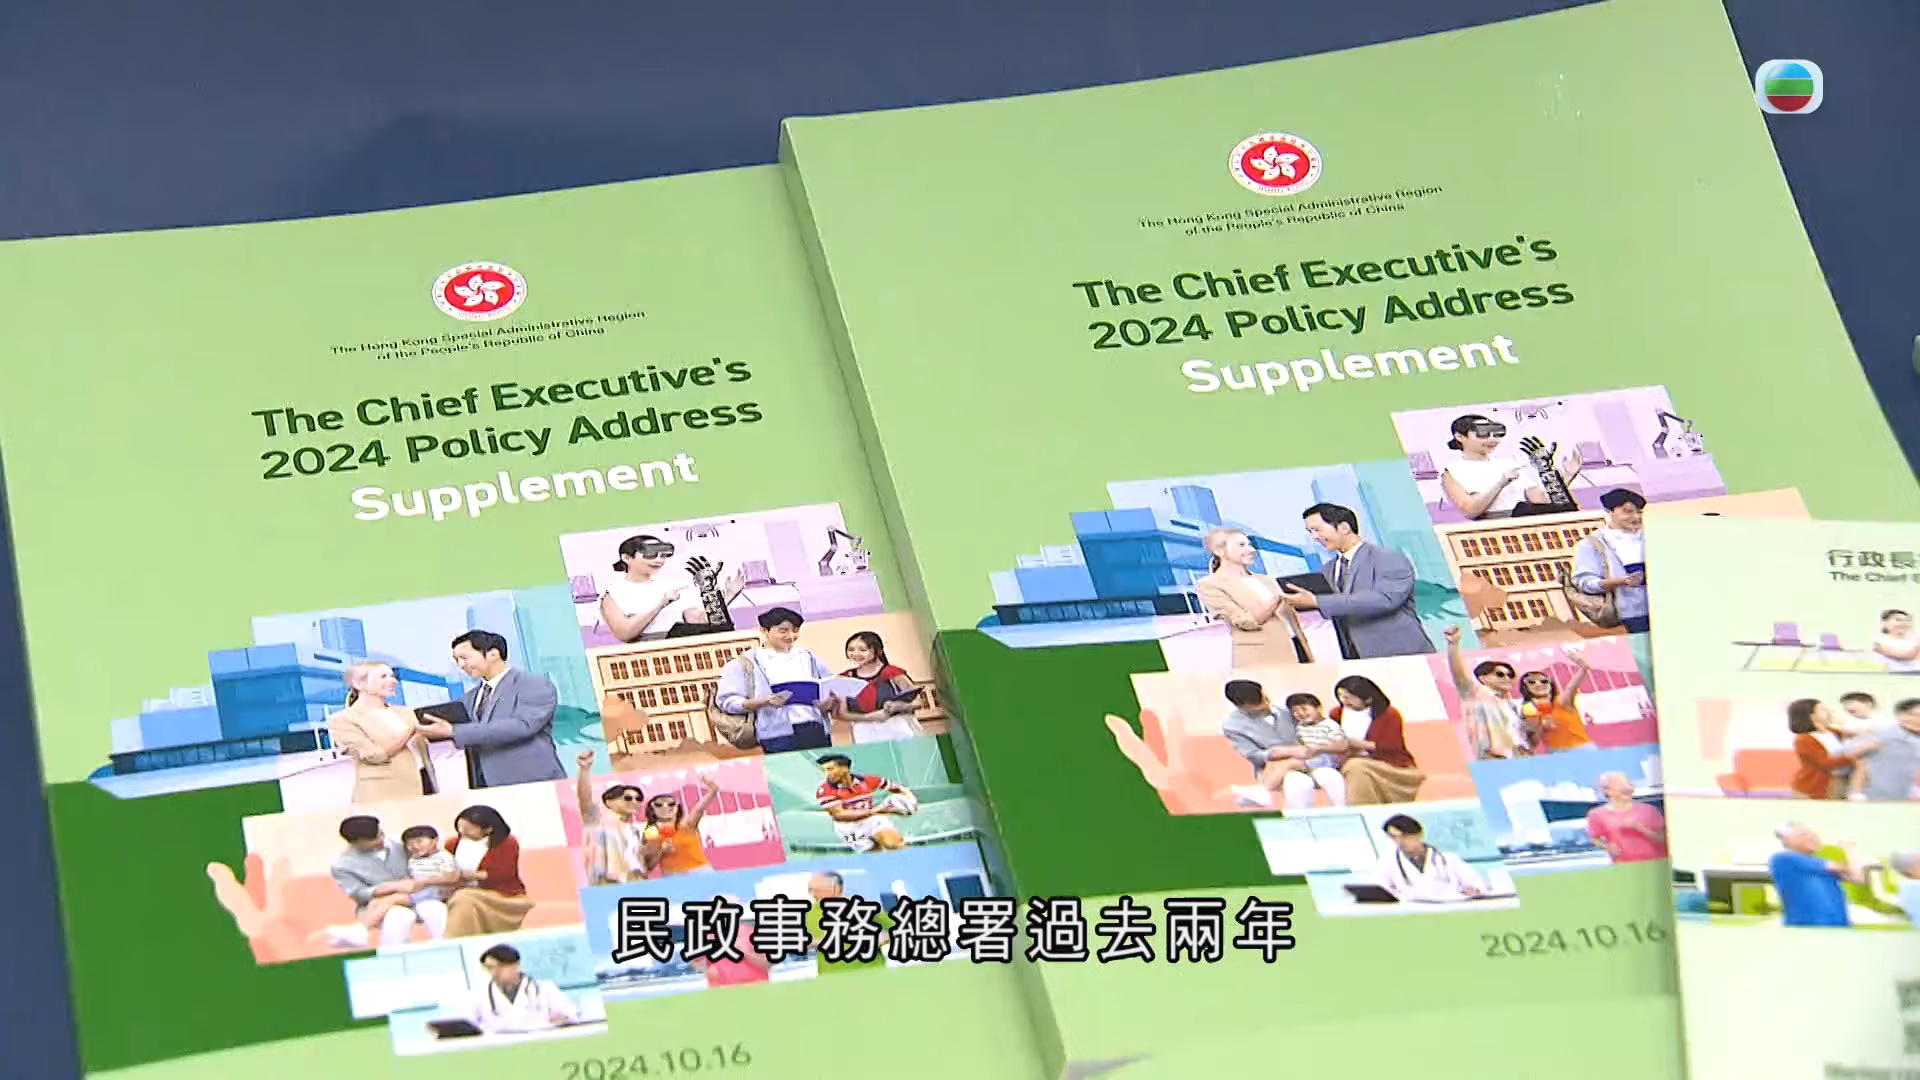 The Hong Kong Special Administrative Region
of the People's Republic of China
The Chief Executive's
2024 Policy Address
Supplement
2024.10.16
The Hong Kong Special Administrative Region
of the People's Republic of China
The Chief Executive's
2024 Policy Address
Supplement
2024.10.16
行政長
The Chief
民政事務總署過去兩年